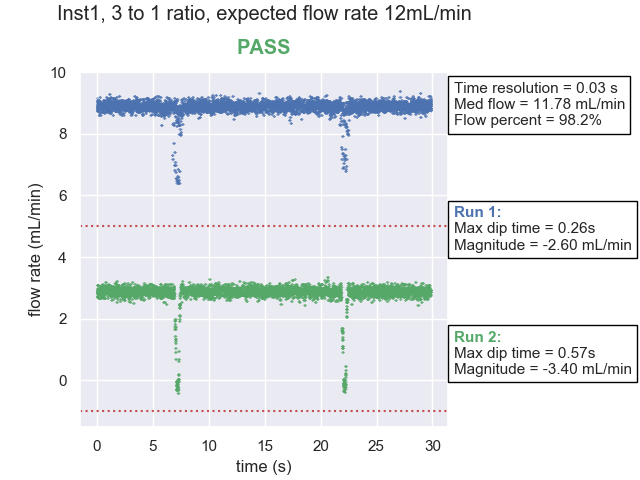 Inst1, 3 to 1 ratio, expected flow rate 12mL/min
PASS
flow rate (mL/min)
10
8
6
4
2
0
0
5
10
15
20
25
30
time (s)
Time resolution = 0.03 s
Med flow = 11.78 mL/min
Flow percent = 98.2%
Run 1:
Max dip time = 0.26s
Magnitude = -2.60 mL/min
Run 2:
Max dip time = 0.57s
Magnitude = -3.40 mL/min